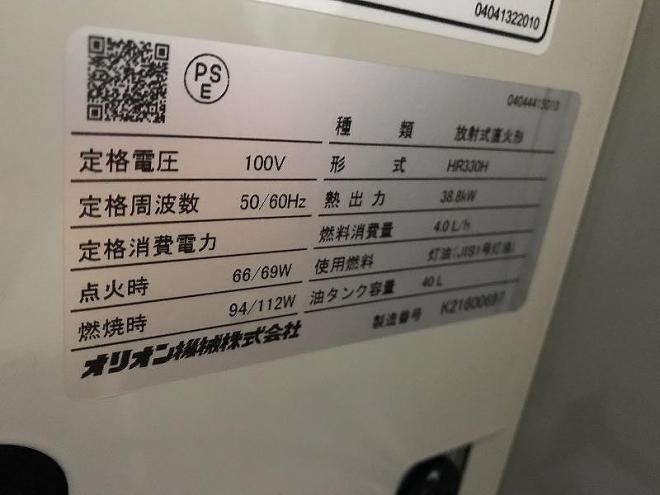 04041322010
PS
E
04044415010
定格電圧 100V
定格周波数 50/60Hz
定格消費電力
点火時 66/69W
燃焼時 94/112W
オリオン機械株式会社
種類 放射式直火形
形式 HR330H
熱出力 38.8kW
燃料消費量 4.0L/h
使用燃料 灯油(JIS1号灯油)
油タンク容量 40L
製造番号 K21600697